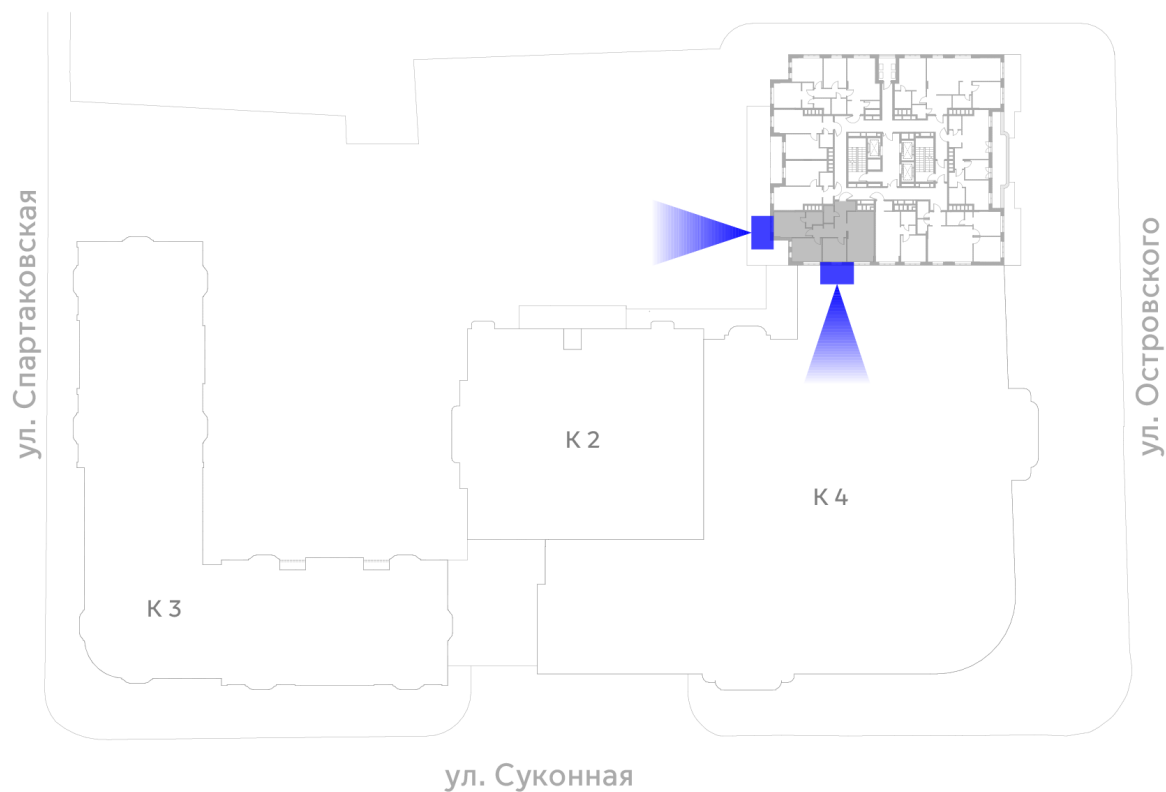 ул. Спартаковская
ул. Островского
К 2
К 4
К 3
ул. Суконная